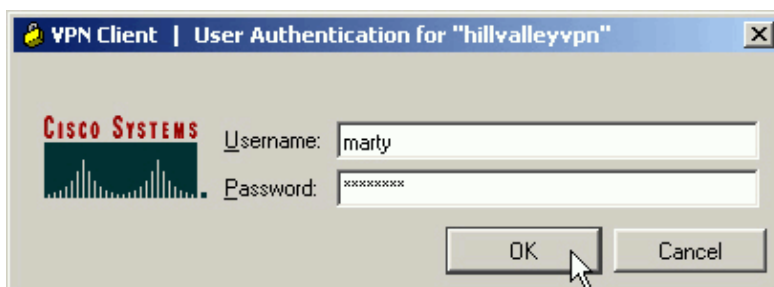 VPN Client | User Authentication for "hillvalleyvpn"
CISCO SYSTEMS
Username: marty
Password: ********
OK Cancel